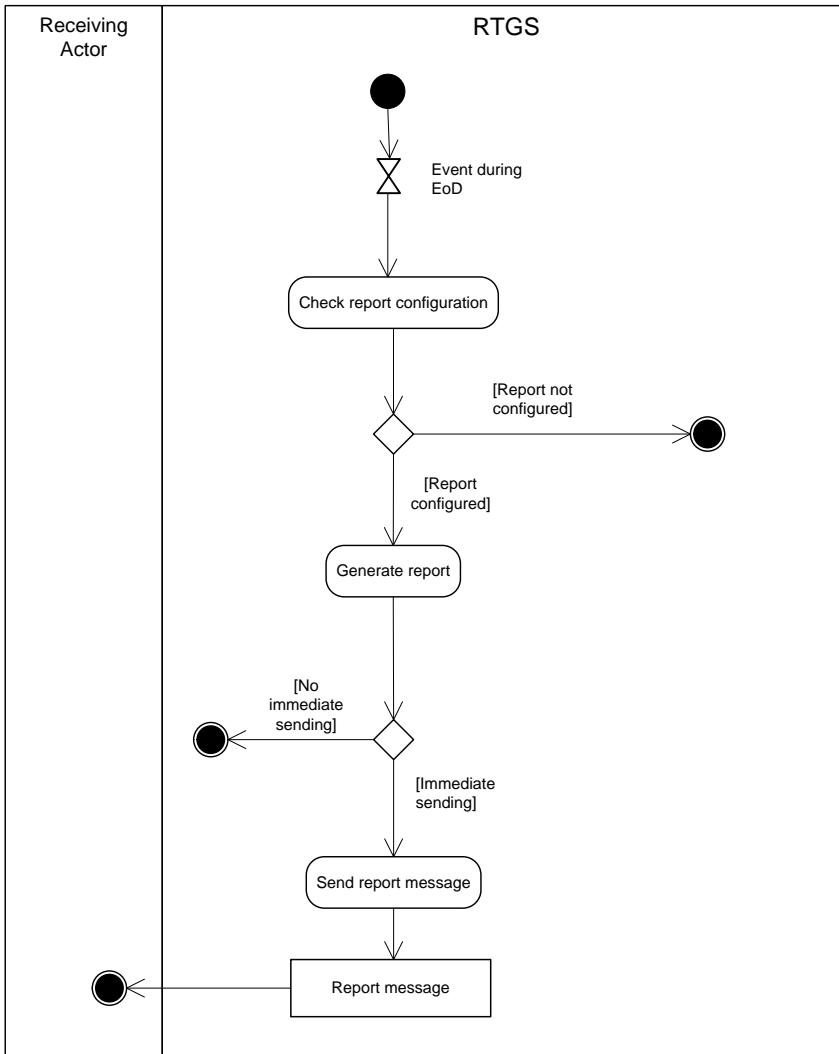 Receiving
Actor
RTGS
Event during
EoD
Check report configuration
[Report not
configured]
[Report
configured]
Generate report
[No
immediate
sending]
[Immediate
sending]
Send report message
Report message